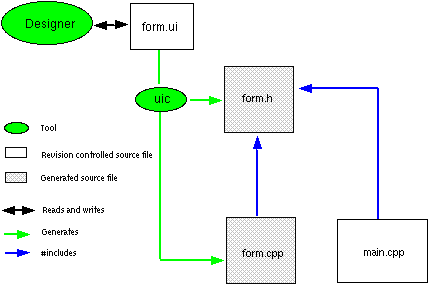 Designer
form.ui
uic
form.h
Tool
Revision controlled source file
Generated source file
Reads and writes
Generates
#includes
form.cpp
main.cpp